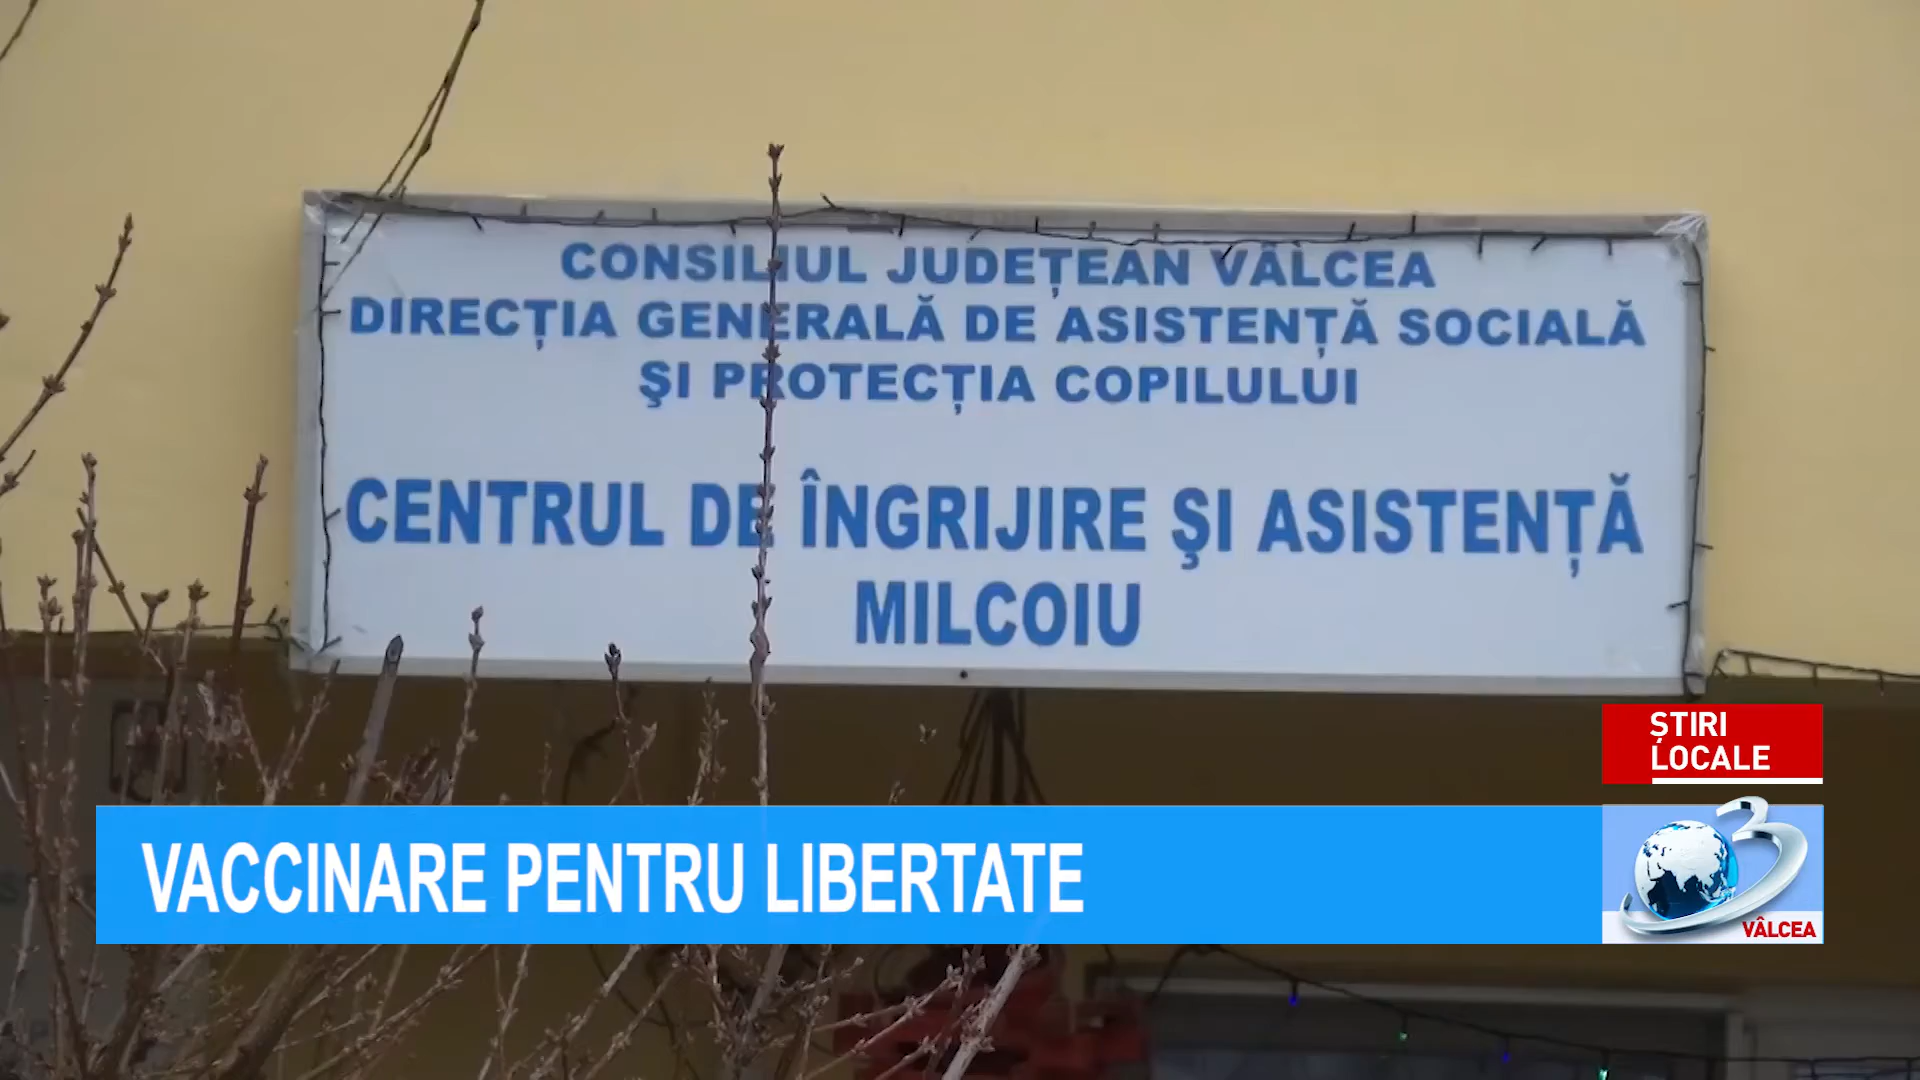 CONSILIUL JUDEȚEAN VÂLCEA
DIRECȚIA GENERALĂ DE ASISTENȚĂ SOCIALĂ
ŞI PROTECȚIA COPILULUI
CENTRUL DE ÎNGRIJIRE ŞI ASISTENȚĂ
MILCOIU
ȘTIRI
LOCALE
VACCINARE PENTRU LIBERTATE
3
VÂLCEA